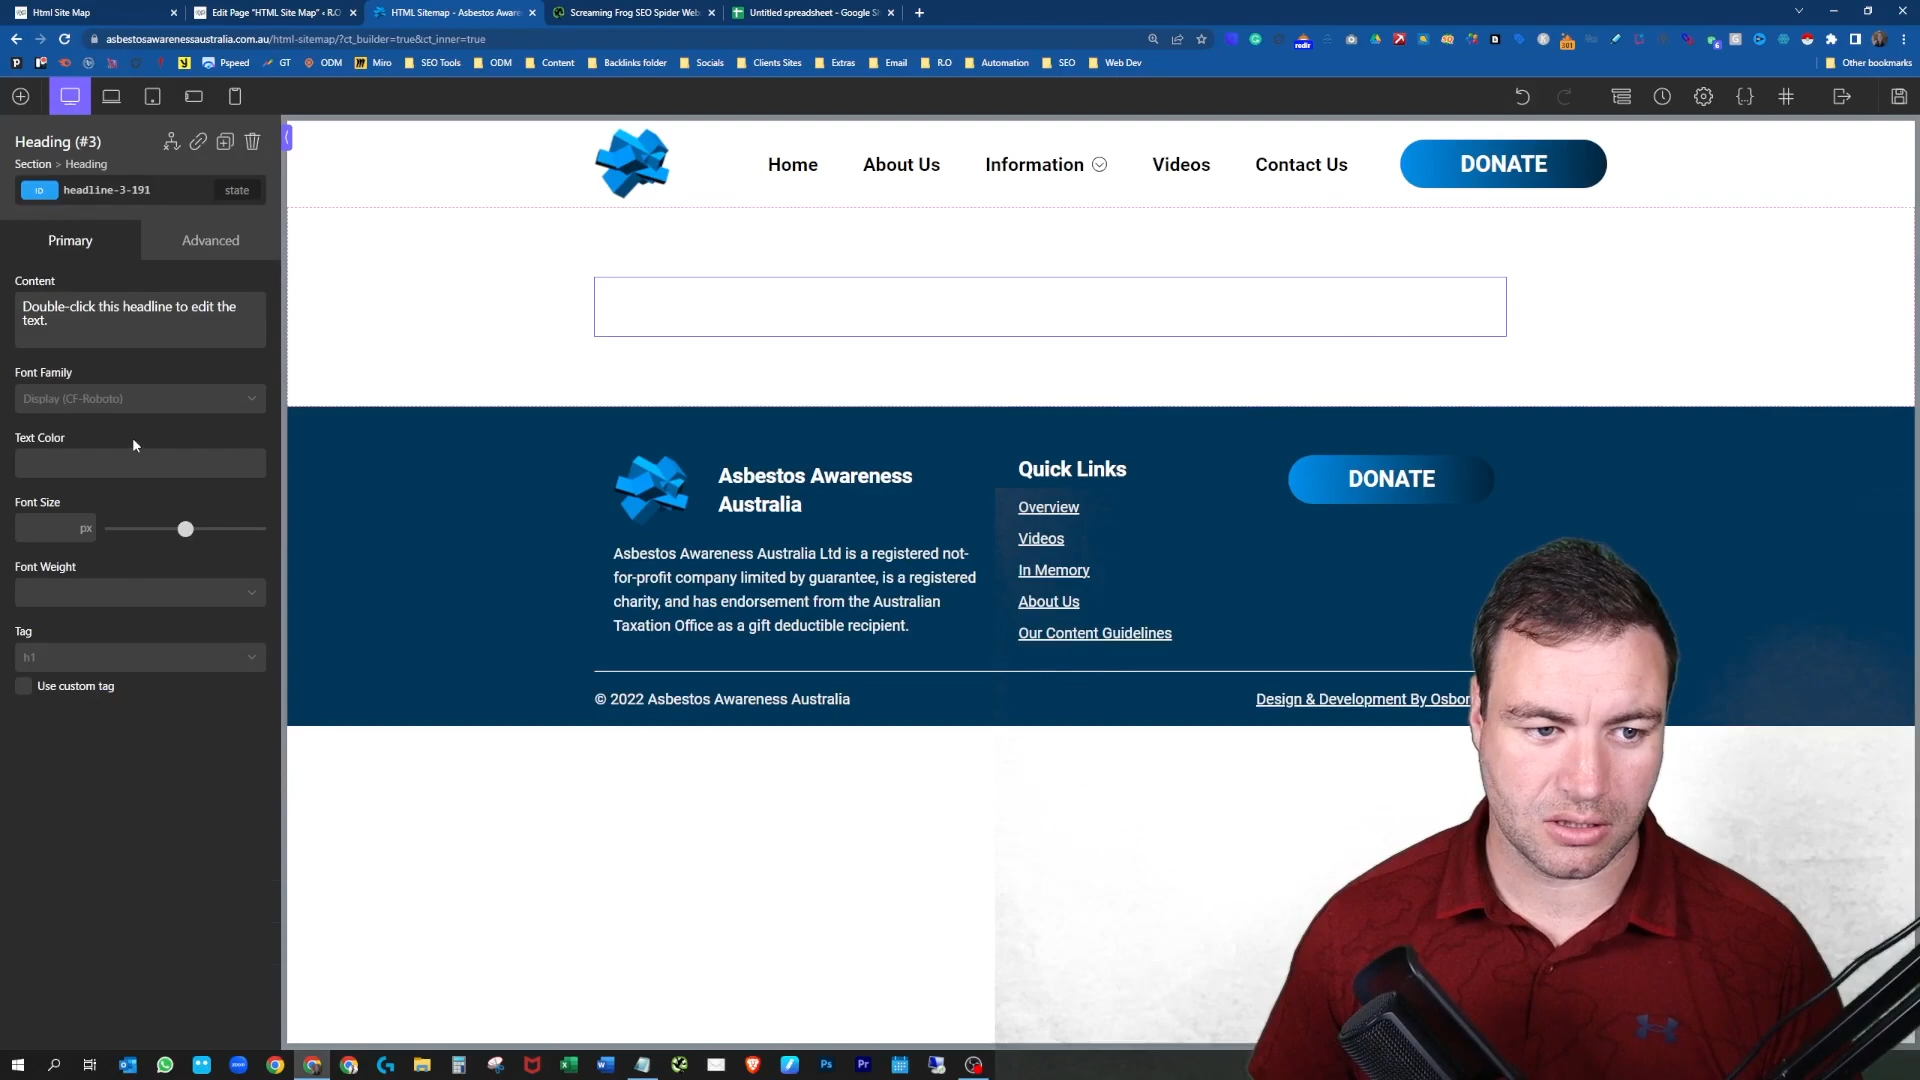 Html Site Map
Edit Page "HTML Site Map" ‹ R.O
HTML Sitemap - Asbestos Aware
Screaming Frog SEO Spider Web
Untitled spreadsheet - Google S
asbestosawarenessaustralia.com.au/html-sitemap/?ct_builder=true&ct_inner=true
Pspeed
GT
ODM
Miro
SEO Tools
ODM
Content
Backlinks folder
Socials
Clients Sites
Extras
Email
R.O
Automation
SEO
Web Dev
Other bookmarks
Heading (#3)
Section > Heading
ID
headline-3-191
state
Primary
Advanced
Content
Double-click this headline to edit the
text.
Font Family
Display (CF-Roboto)
Text Color
Font Size
px
Font Weight
Tag
h1
Use custom tag
Home
About Us
Information
Videos
Contact Us
DONATE
Asbestos Awareness
Australia
Asbestos Awareness Australia Ltd is a registered not-
for-profit company limited by guarantee, is a registered
charity, and has endorsement from the Australian
Taxation Office as a gift deductible recipient.
Quick Links
Overview
Videos
In Memory
About Us
Our Content Guidelines
DONATE
© 2022 Asbestos Awareness Australia
Design & Development By Osbor